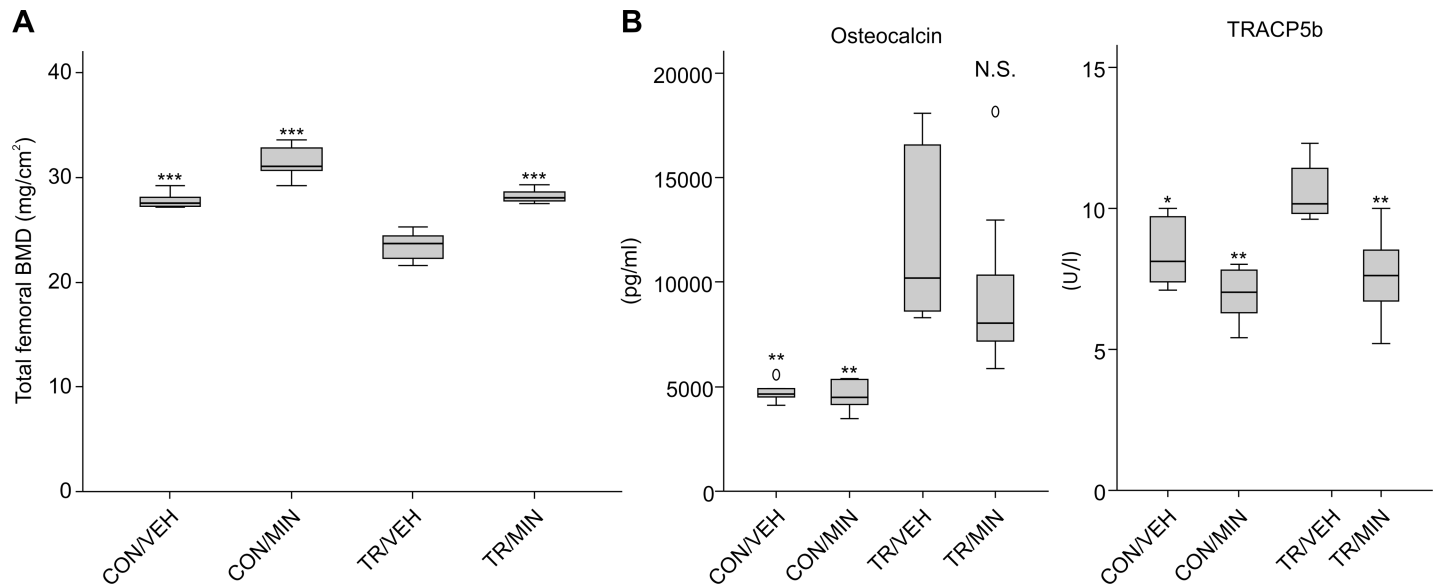 A
Total femoral BMD (mg/cm²)
40
30
20
10
0
***
***
***
CON/VEH
CON/MIN
TR/VEH
TR/MIN
B
Osteocalcin
(pg/ml)
20000
15000
10000
5000
0
**
**
N.S.
CON/VEH
CON/MIN
TR/VEH
TR/MIN
TRACP5b
(U/l)
15
10
5
0
*
**
**
CON/VEH
CON/MIN
TR/VEH
TR/MIN